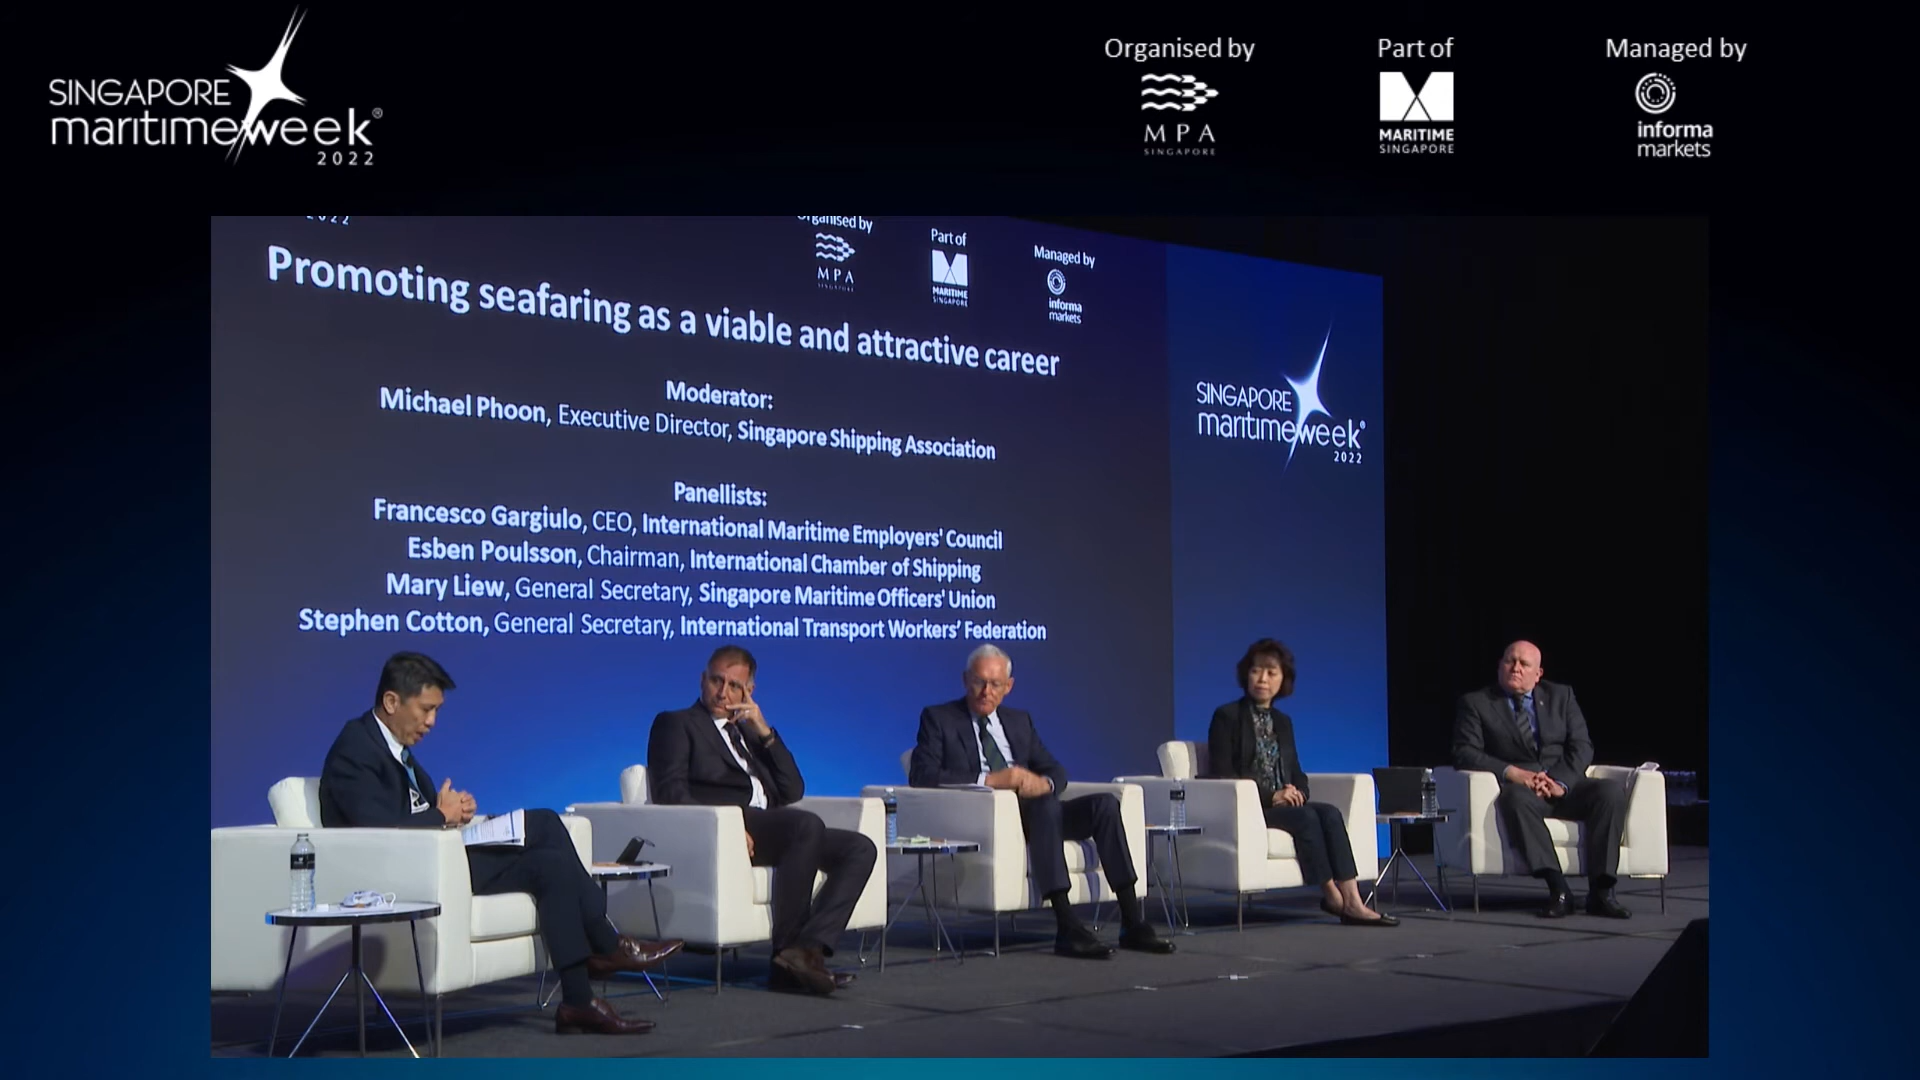 SINGAPORE
maritimeweek®
2022
Organised by
MPA
SINGAPORE
Part of
MARITIME
SINGAPORE
Managed by
informa
markets
2022
Organised by
MPA
SINGAPORE
Part of
MARITIME
SINGAPORE
Managed by
informa
markets
Promoting seafaring as a viable and attractive career
Moderator:
Michael Phoon, Executive Director, Singapore Shipping Association
Panellists:
Francesco Gargiulo, CEO, International Maritime Employers' Council
Esben Poulsson, Chairman, International Chamber of Shipping
Mary Liew, General Secretary, Singapore Maritime Officers' Union
Stephen Cotton, General Secretary, International Transport Workers’ Federation
SINGAPORE
maritimeweek®
2022